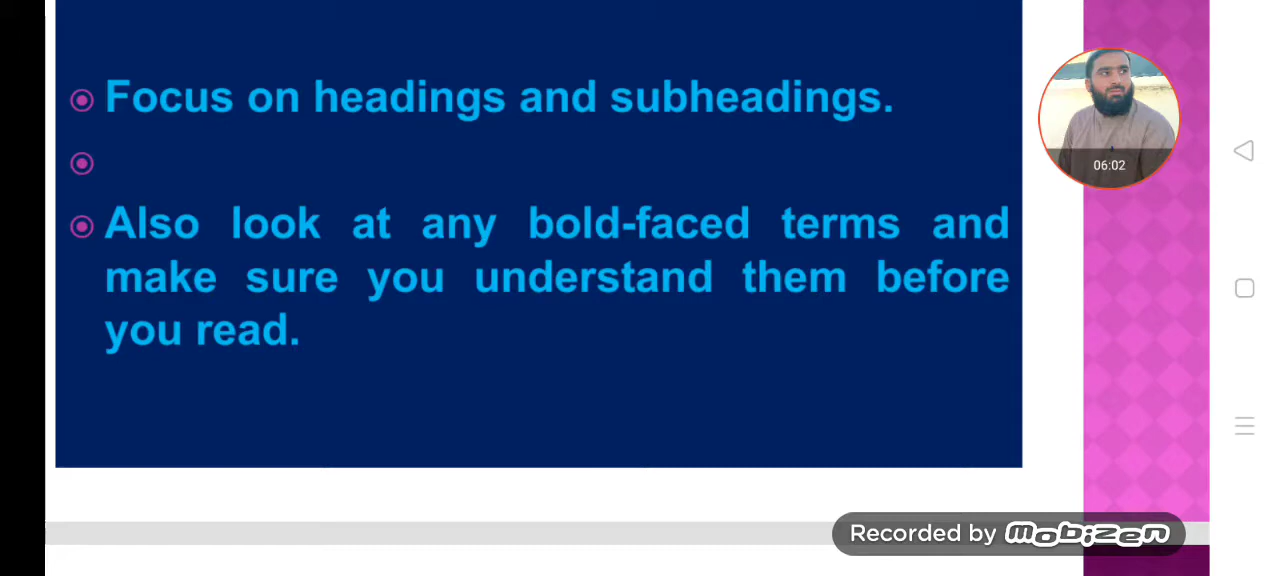 Focus on headings and subheadings.
Also look at any bold-faced terms and
make sure you understand them before
you read.
06:02
Recorded by mobizen